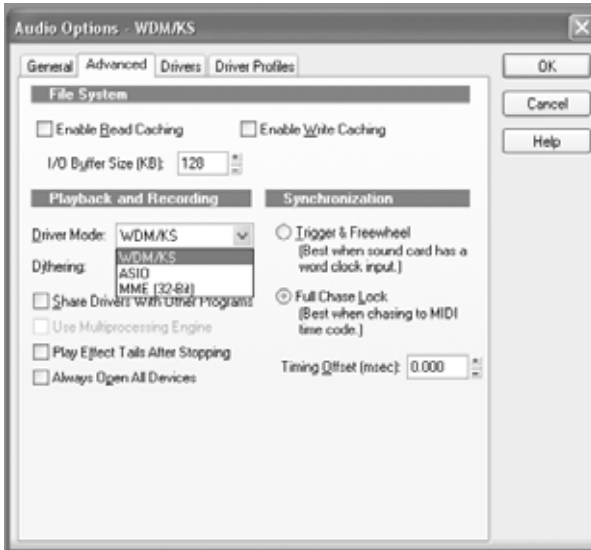 Audio Options - WDM/KS
General Advanced Drivers Driver Profiles
OK
Cancel
Help
File System
Enable Read Caching Enable Write Caching
I/O Buffer Size (KB): 128
Playback and Recording Synchronization
Driver Mode: WDM/KS
WDM/KS
ASIO
MME (32-Bit)
Dithering:
Share Drivers With Other Programs
Use Multiprocessing Engine
Play Effect Tails After Stopping
Always Open All Devices
Trigger & Freewheel
(Best when sound card has a
word clock input.)
Full Chase Lock
(Best when chasing to MIDI
time code.)
Timing Offset (msec): 0.000